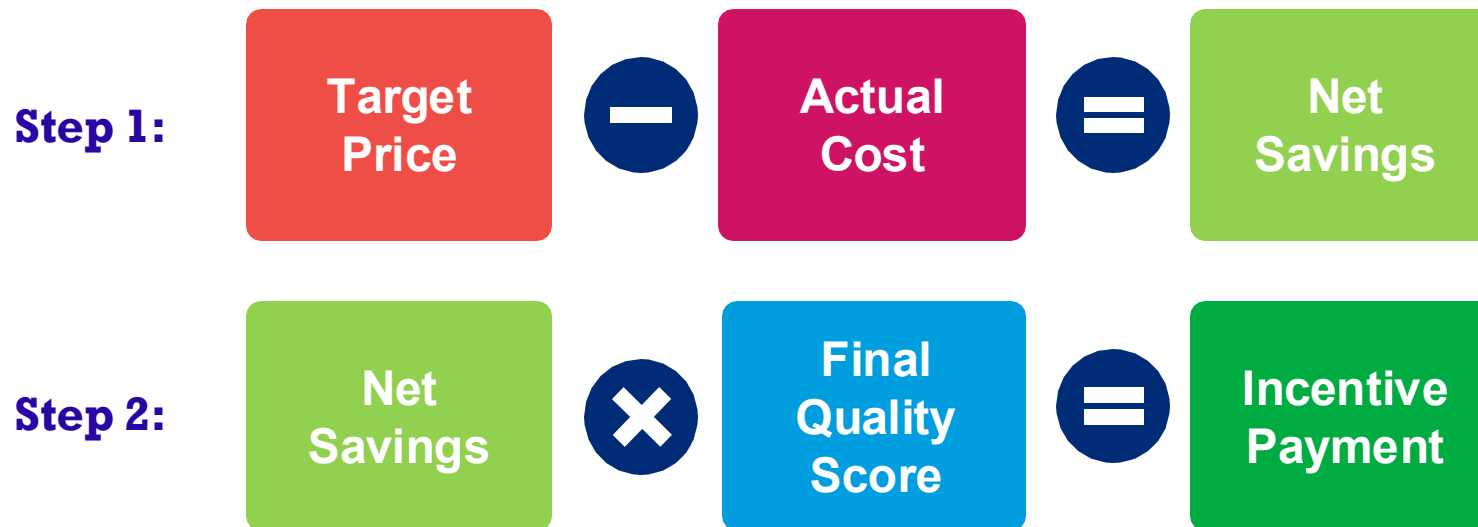 Step 1:
Target
Price
−
Actual
Cost
=
Net
Savings
Step 2:
Net
Savings
×
Final
Quality
Score
=
Incentive
Payment